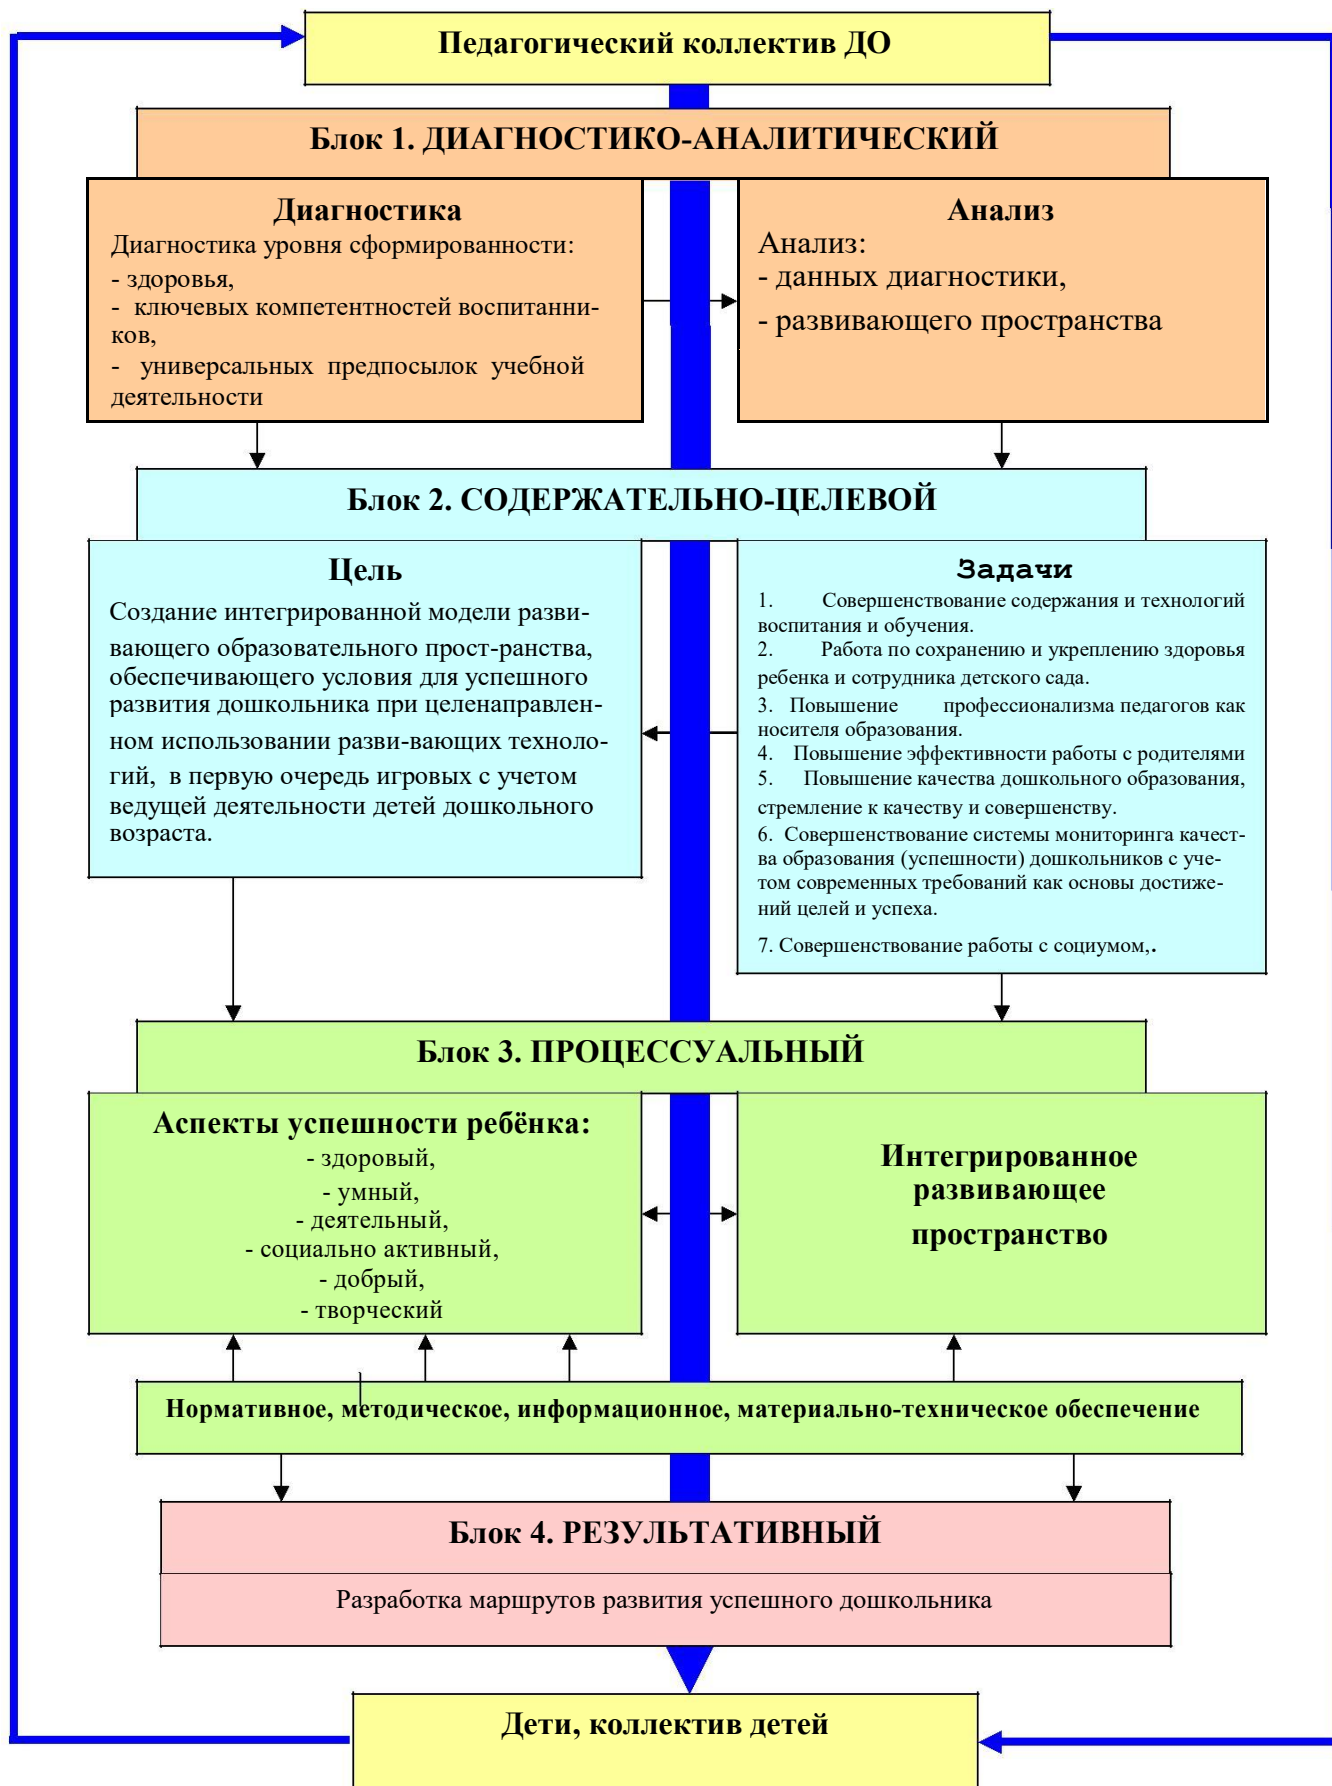 Педагогический коллектив ДО
Блок 1. ДИАГНОСТИКО-АНАЛИТИЧЕСКИЙ
Диагностика
Диагностика уровня сформированности:
- здоровья,
- ключевых компетентностей воспитанни-
ков,
- универсальных предпосылок учебной
деятельности
Анализ
Анализ:
- данных диагностики,
- развивающего пространства
Блок 2. СОДЕРЖАТЕЛЬНО-ЦЕЛЕВОЙ
Цель
Создание интегрированной модели разви-
вающего образовательного прост-ранства,
обеспечивающего условия для успешного
развития дошкольника при целенаправлен-
ном использовании разви-вающих техноло-
гий, в первую очередь игровых с учетом
ведущей деятельности детей дошкольного
возраста.
Задачи
1. Совершенствование содержания и технологий
воспитания и обучения.
2. Работа по сохранению и укреплению здоровья
ребенка и сотрудника детского сада.
3. Повышение профессионализма педагогов как
носителя образования.
4. Повышение эффективности работы с родителями
5. Повышение качества дошкольного образования,
стремление к качеству и совершенству.
6. Совершенствование системы мониторинга качест-
ва образования (успешности) дошкольников с уче-
том современных требований как основы достиже-
ний целей и успеха.
7. Совершенствование работы с социумом,.
Блок 3. ПРОЦЕССУАЛЬНЫЙ
Аспекты успешности ребёнка:
- здоровый,
- умный,
- деятельный,
- социально активный,
- добрый,
- творческий
Интегрированное
развивающее
пространство
Нормативное, методическое, информационное, материально-техническое обеспечение
Блок 4. РЕЗУЛЬТАТИВНЫЙ
Разработка маршрутов развития успешного дошкольника
Дети, коллектив детей